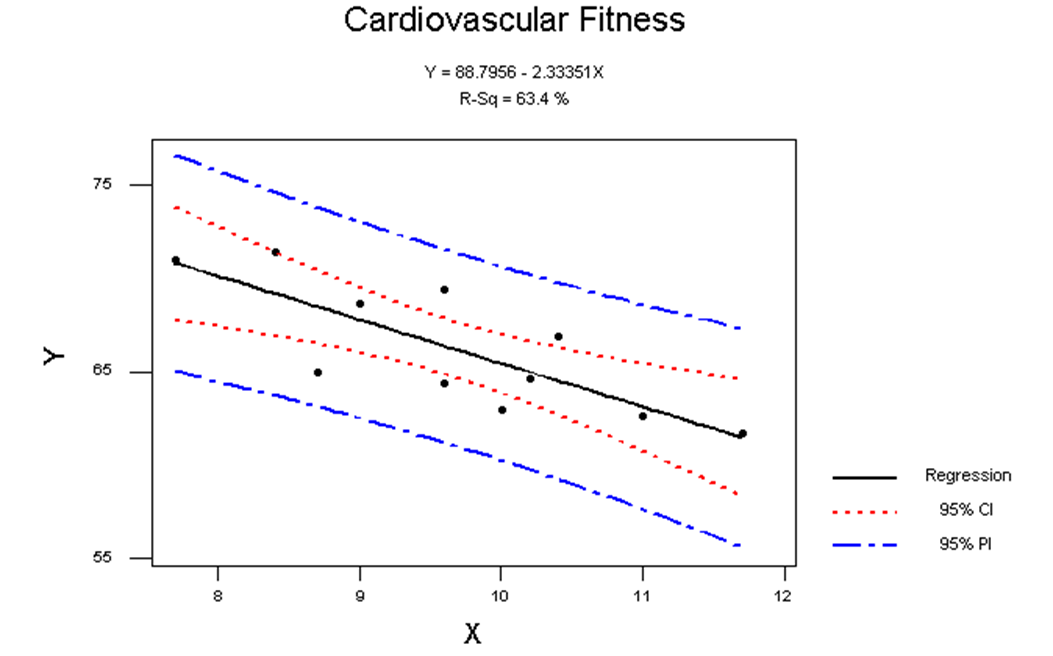 Cardiovascular Fitness
Y = 88.7956 - 2.33351X
R-Sq = 63.4 %
75
65
55
Y
8 9 10 11 12
X
Regression
95% CI
95% PI